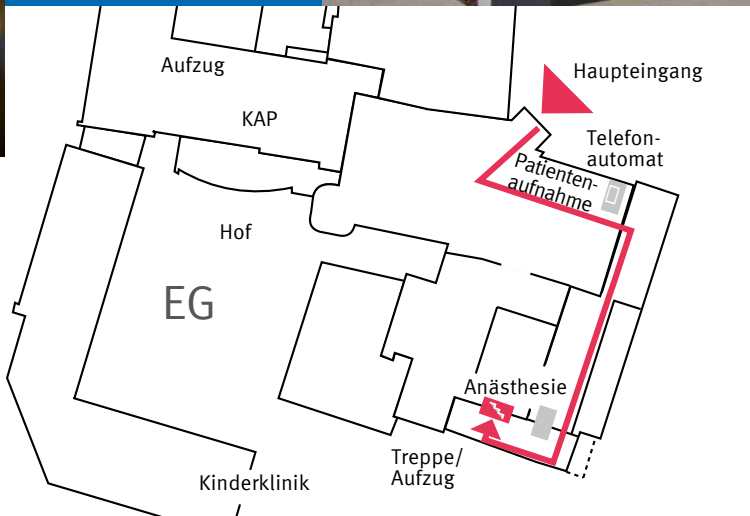 Aufzug
Haupteingang
KAP
Telefon-
automat
Patienten-
aufnahme
Hof
EG
Anästhesie
Treppe/
Aufzug
Kinderklinik